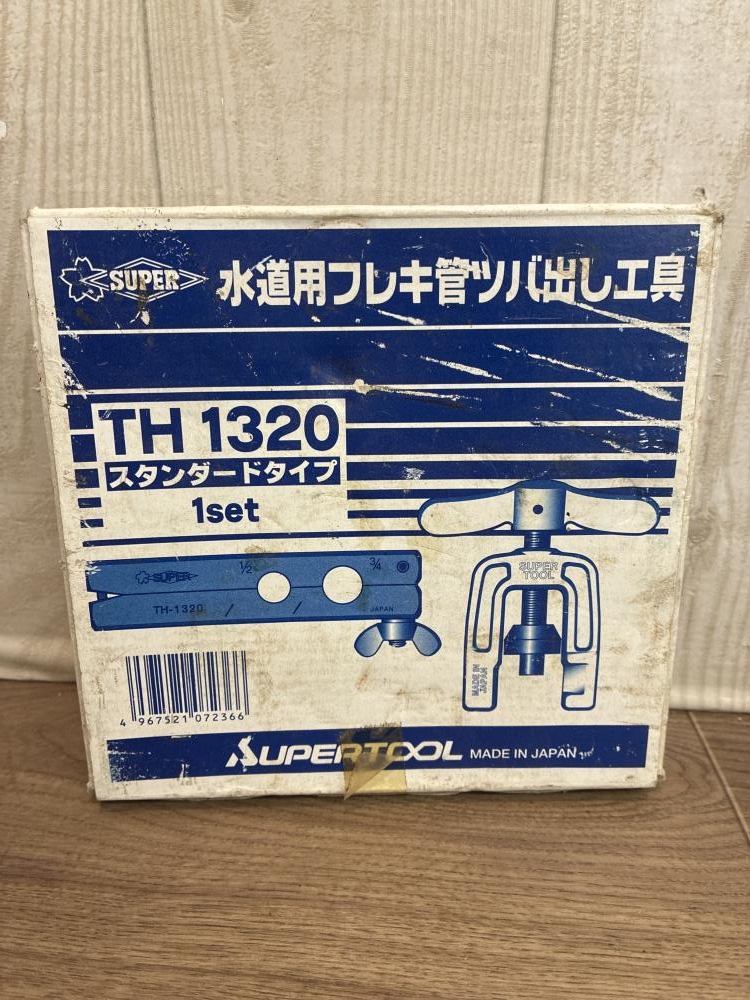 SUPER 水道用フレキ管ツバ出し工具
TH 1320
スタンダードタイプ
1set
SUPER 1/2 3/4
TH-1320 / / JAPAN
SUPER
TOOL
MADE IN
JAPAN
4 967521 072366
SUPERTOOL MADE IN JAPAN